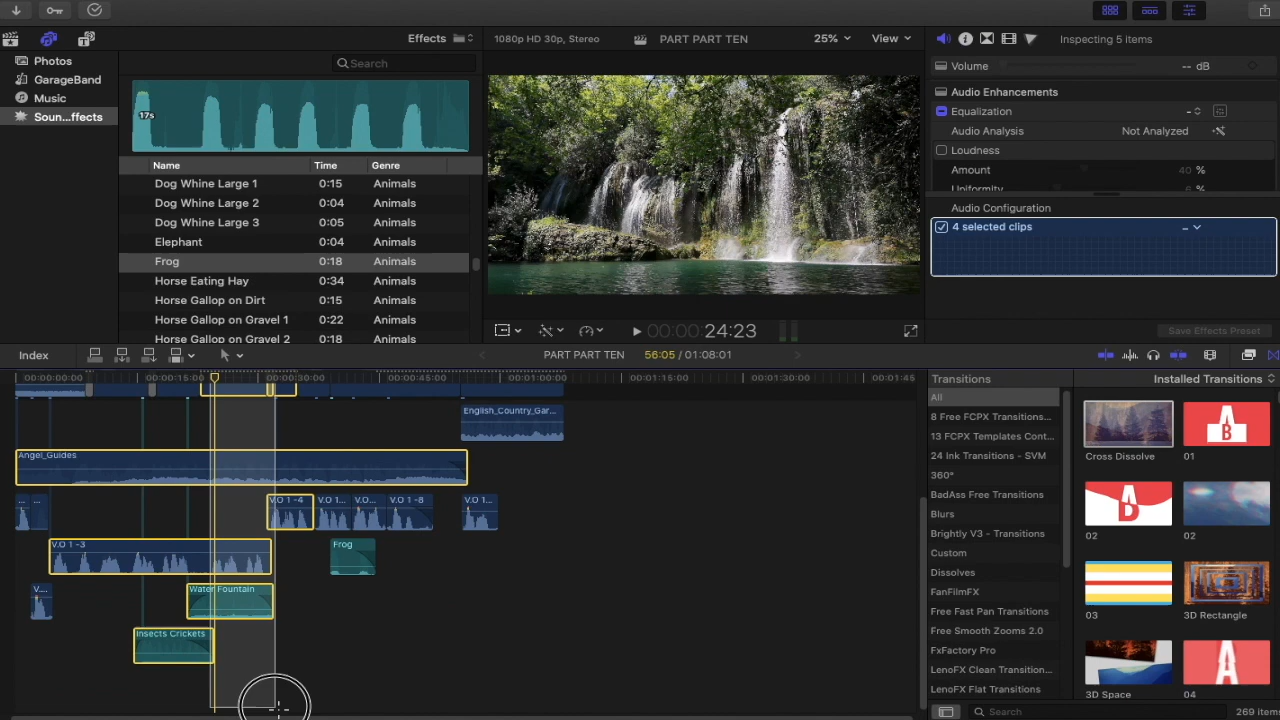 Effects
1080p HD 30p, Stereo
PART PART TEN
25%
View
Inspecting 5 items
Photos
GarageBand
Music
Soun...ffects
Search
17s
Name Time Genre
Dog Whine Large 1 0:15 Animals
Dog Whine Large 2 0:04 Animals
Dog Whine Large 3 0:05 Animals
Elephant 0:04 Animals
Frog 0:18 Animals
Horse Eating Hay 0:34 Animals
Horse Gallop on Dirt 0:15 Animals
Horse Gallop on Gravel 1 0:22 Animals
Horse Gallop on Gravel 2 0:19 Animals
00:00:00:24:23
Volume -- dB
Audio Enhancements
Equalization -
Audio Analysis Not Analyzed
Loudness
Amount 40 %
Uniformity 6 %
Audio Configuration
4 selected clips –
Save Effects Preset
Index
PART PART TEN 56:05 / 01:08:01
00:00:00:00 00:00:15:00 00:00:30:00 00:00:45:00 00:01:00:00 00:01:15:00 00:01:30:00 00:01:45
English_Country_Gar...
Angel_Guides
... ... V.O 1 -4 V.O 1... V.O... V.O 1 -8 V.O 1...
V.O 1 -3 Frog
V.... Water Fountain
Insects Crickets
Transitions
Installed Transitions
All
8 Free FCPX Transitions...
13 FCPX Templates Cont...
24 Ink Transitions - SVM
360°
BadAss Free Transitions
Blurs
Brightly V3 - Transitions
Custom
Dissolves
FanFilmFX
Free Fast Pan Transitions
Free Smooth Zooms 2.0
FxFactory Pro
LenoFX Clean Transition...
LenoFX Flat Transitions
A
B
Cross Dissolve 01
A
B
02 02
03 3D Rectangle
A
3D Space 04
Search
269 items